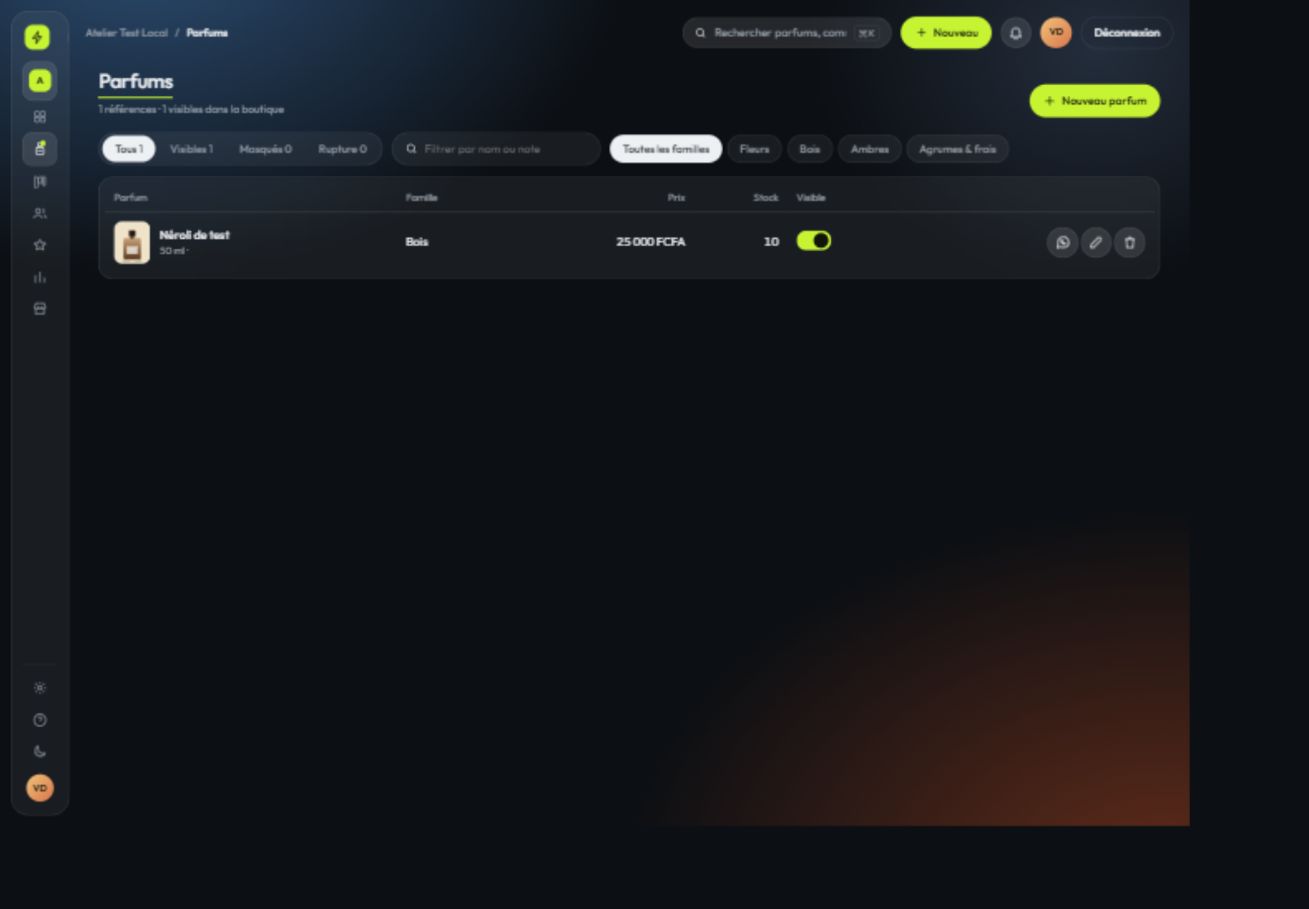 Atelier Test Local / Parfums
Rechercher parfums, com ⌘K
+ Nouveau
VD
Déconnexion
A
Parfums
1 références · 1 visibles dans la boutique
+ Nouveau parfum
Tous 1 Visibles 1 Masqués 0 Rupture 0
Filtrer par nom ou note
Toutes les familles Fleurs Bois Ambres Agrumes & frais
Parfum Famille Prix Stock Visible
Néroli de test Bois 25 000 FCFA 10
50 ml ·
VD